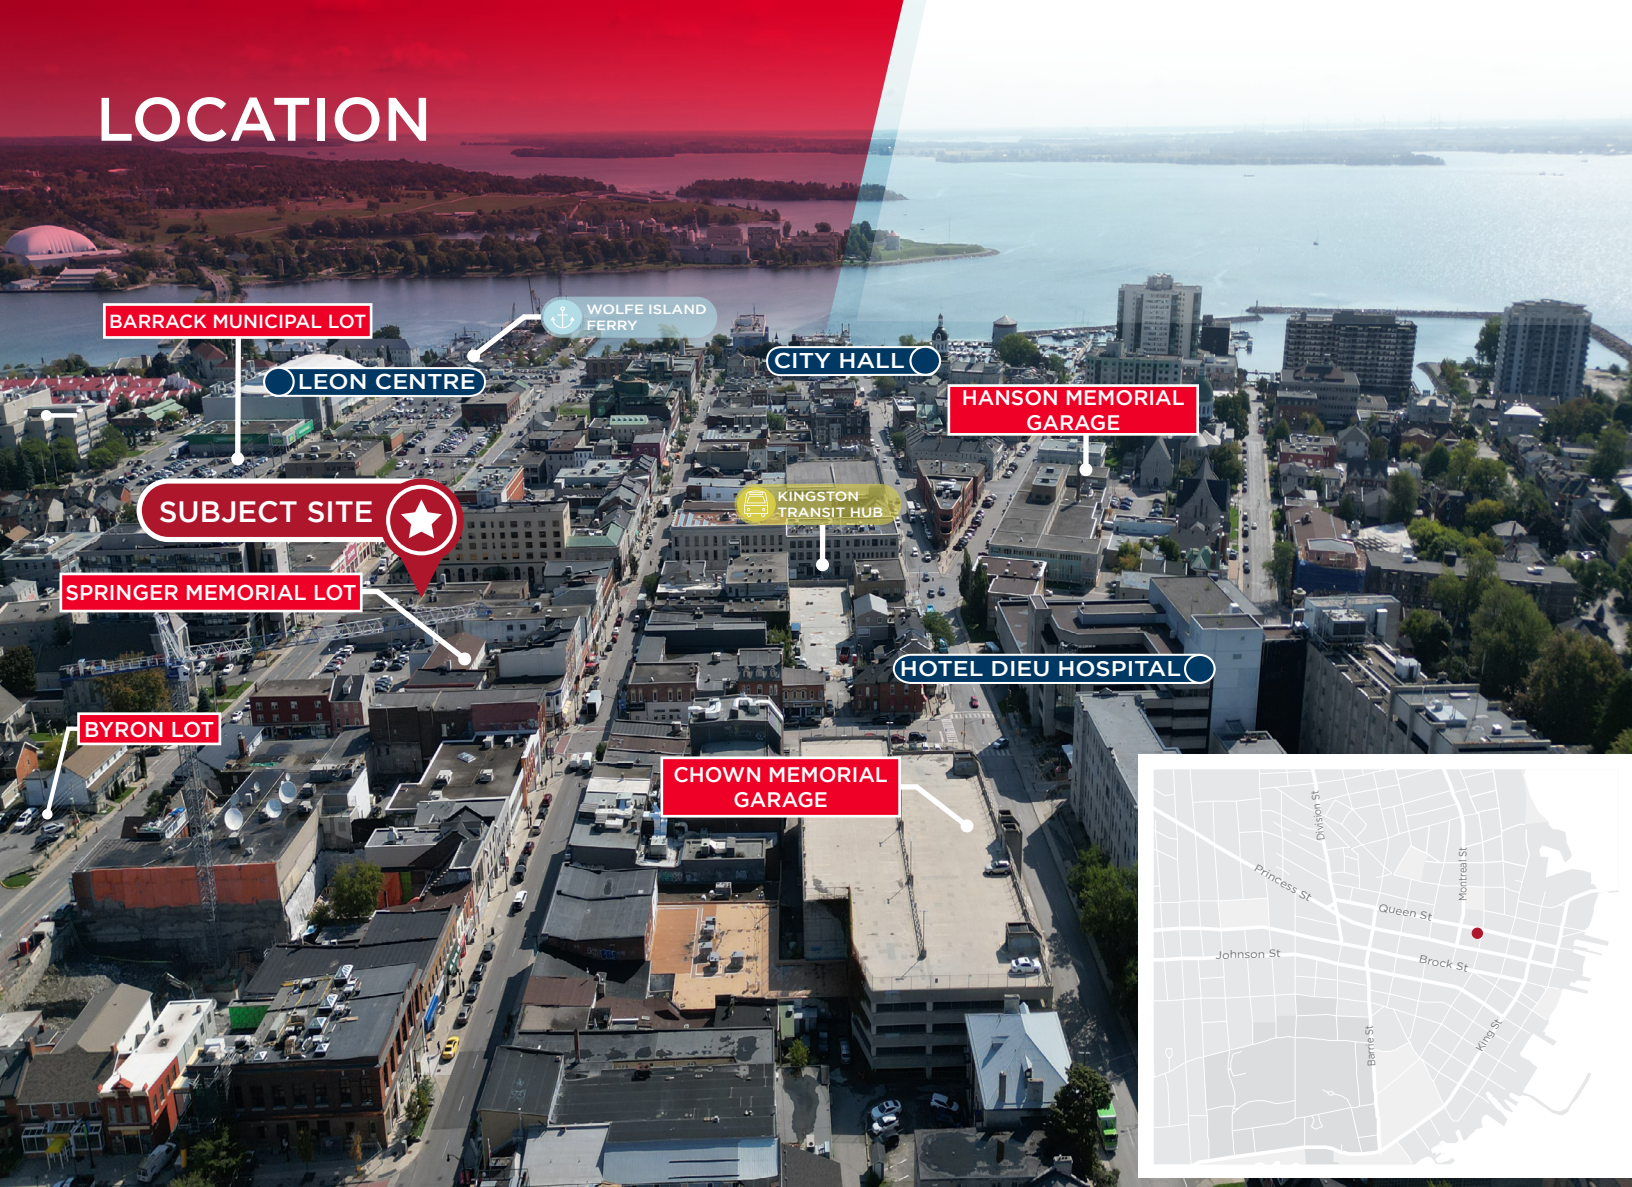 LOCATION
WOLFE ISLAND
FERRY
BARRACK MUNICIPAL LOT
CITY HALL
LEON CENTRE
HANSON MEMORIAL
GARAGE
KINGSTON
TRANSIT HUB
SUBJECT SITE
SPRINGER MEMORIAL LOT
HOTEL DIEU HOSPITAL
BYRON LOT
CHOWN MEMORIAL
GARAGE
Division St
Montreal St
Princess St
Queen St
Johnson St
Brock St
Barrie St
King St